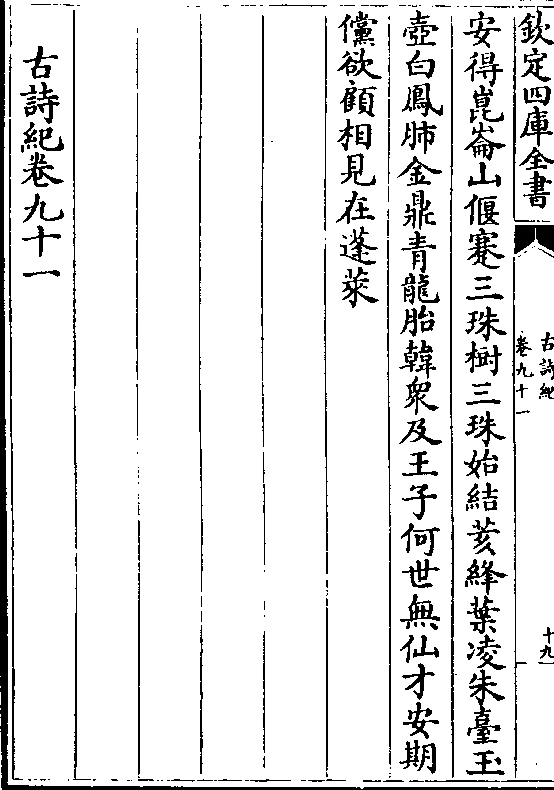 欽定四庫全書
古詩紀
卷九十一
十九
安得崑崙山偃蹇三珠樹三珠始結荄絳葉凌朱臺玉
壺白鳳肺金鼎青龍胎韓衆及王子何世無仙才安期
儻欲顧相見在蓬萊
古詩紀卷九十一